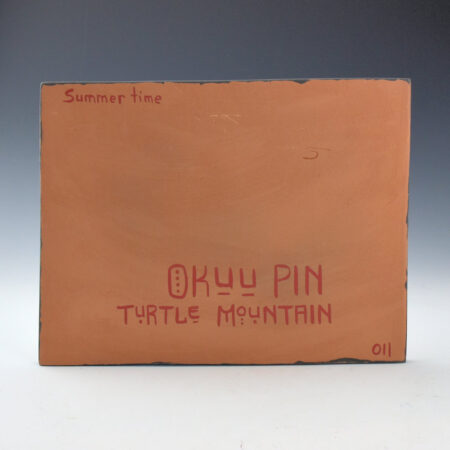 Summer time
OKUU PIN
TURTLE MOUNTAIN
011